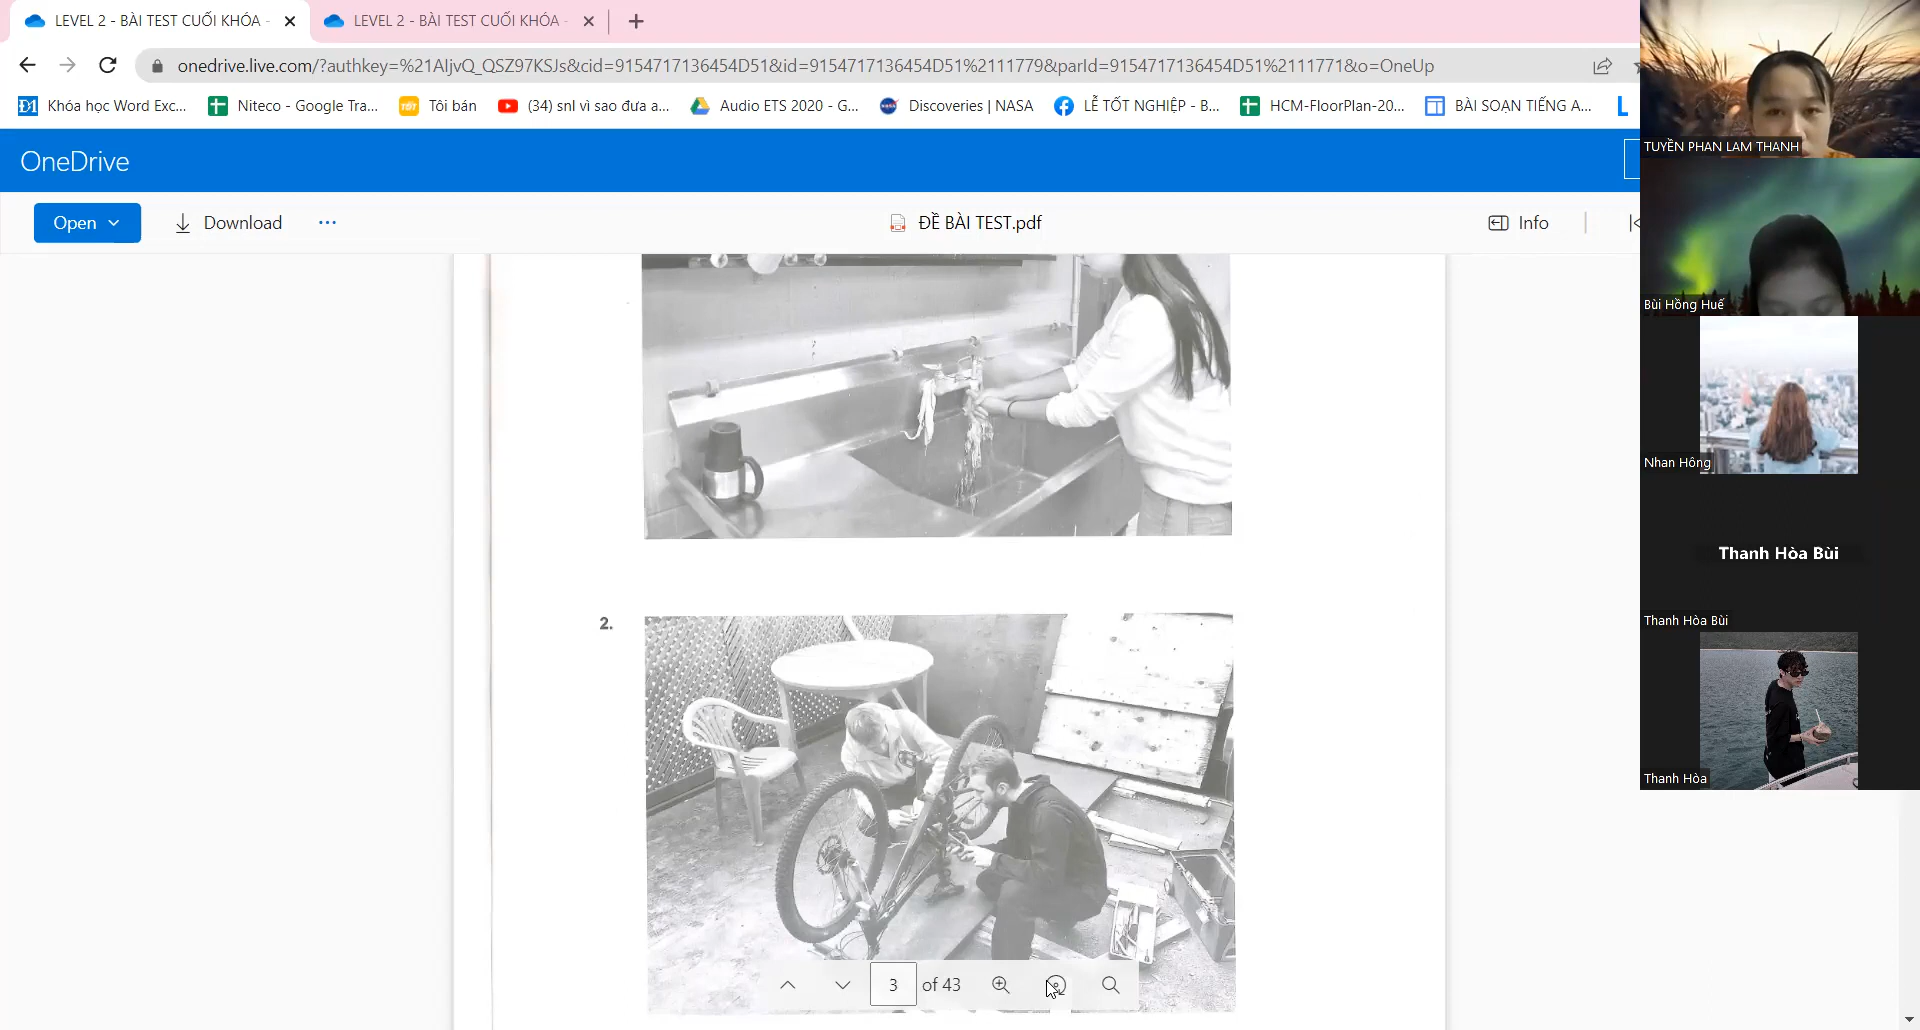 LEVEL 2 - BÀI TEST CUỐI KHÓA -
LEVEL 2 - BÀI TEST CUỐI KHÓA -
onedrive.live.com/?authkey=%21AljvQ_QSZ97KSJs&cid=9154717136454D51&id=9154717136454D51%2111779&parId=9154717136454D51%2111771&o=OneUp
Khóa học Word Exc...
Niteco - Google Tra...
TỐT
Tôi bán
(34) snl vì sao đưa a...
Audio ETS 2020 - G...
NASA
Discoveries | NASA
LỄ TỐT NGHIỆP - B...
HCM-FloorPlan-20...
BÀI SOẠN TIẾNG A...
OneDrive
Open
Download
ĐỀ BÀI TEST.pdf
Info
2.
3 of 43
TUYỀN PHAN LAM THANH
Bùi Hồng Huế
Nhan Hông
Thanh Hòa Bùi
Thanh Hòa Bùi
Thanh Hòa